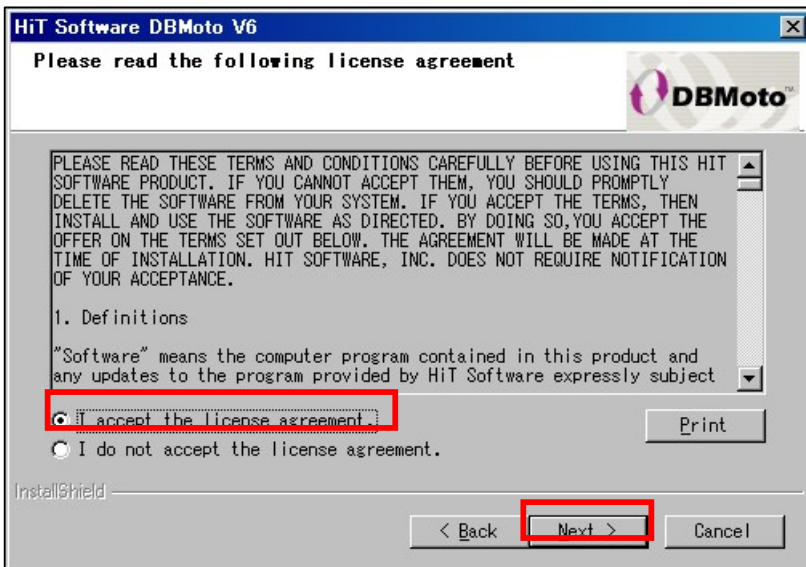 HiT Software DBMoto V6
Please read the following license agreement
DBMoto™
PLEASE READ THESE TERMS AND CONDITIONS CAREFULLY BEFORE USING THIS HIT
SOFTWARE PRODUCT. IF YOU CANNOT ACCEPT THEM, YOU SHOULD PROMPTLY
DELETE THE SOFTWARE FROM YOUR SYSTEM. IF YOU ACCEPT THE TERMS, THEN
INSTALL AND USE THE SOFTWARE AS DIRECTED. BY DOING SO,YOU ACCEPT THE
OFFER ON THE TERMS SET OUT BELOW. THE AGREEMENT WILL BE MADE AT THE
TIME OF INSTALLATION. HIT SOFTWARE, INC. DOES NOT REQUIRE NOTIFICATION
OF YOUR ACCEPTANCE.
1. Definitions
"Software" means the computer program contained in this product and
any updates to the program provided by HiT Software expressly subject
I accept the license agreement.
Print
I do not accept the license agreement.
InstallShield
< Back
Next >
Cancel